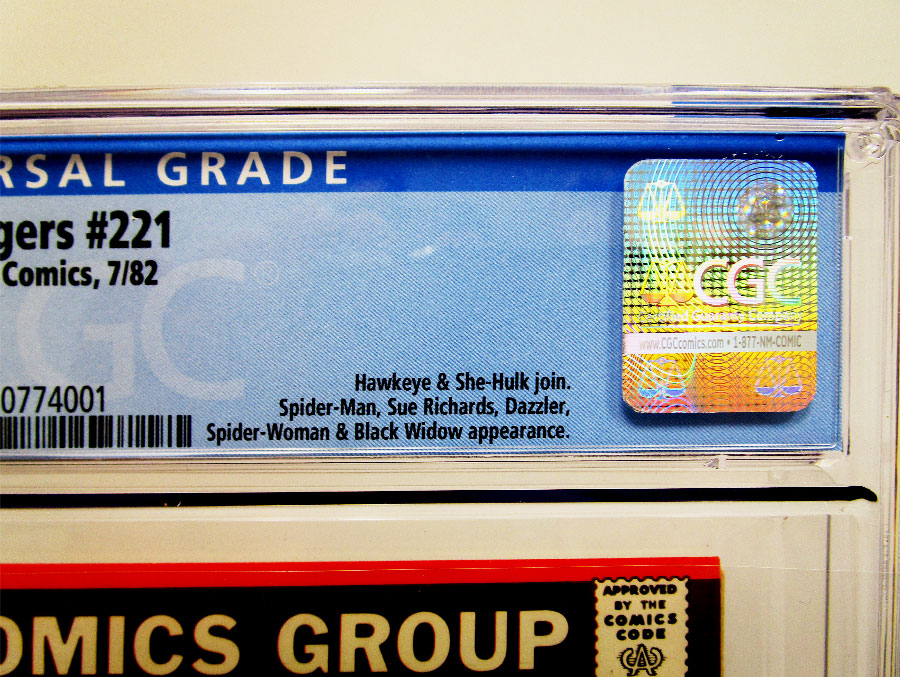 RSAL GRADE
gers #221
Comics, 7/82
CGC®
0774001
Hawkeye & She-Hulk join.
Spider-Man, Sue Richards, Dazzler,
Spider-Woman & Black Widow appearance.
CGC
Certified Guaranty Company
www.CGCcomics.com • 1-877-NM-COMIC
OMICS GROUP
APPROVED
BY THE
COMICS
CODE